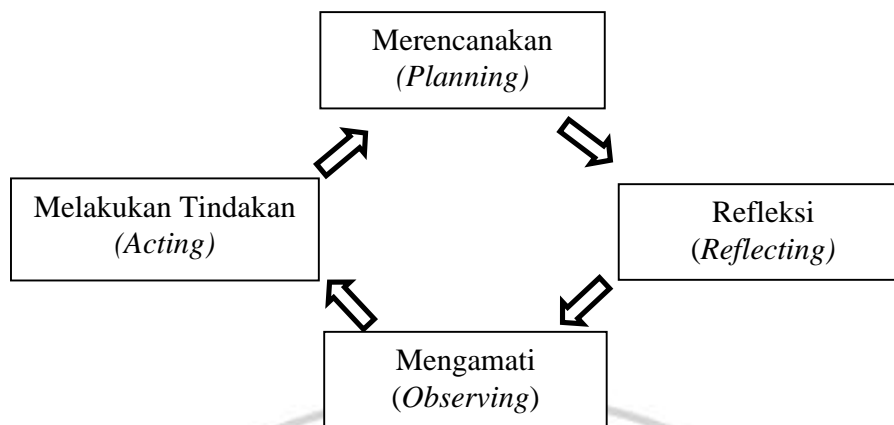 Merencanakan
(Planning)
Melakukan Tindakan
(Acting)
Refleksi
(Reflecting)
Mengamati
(Observing)